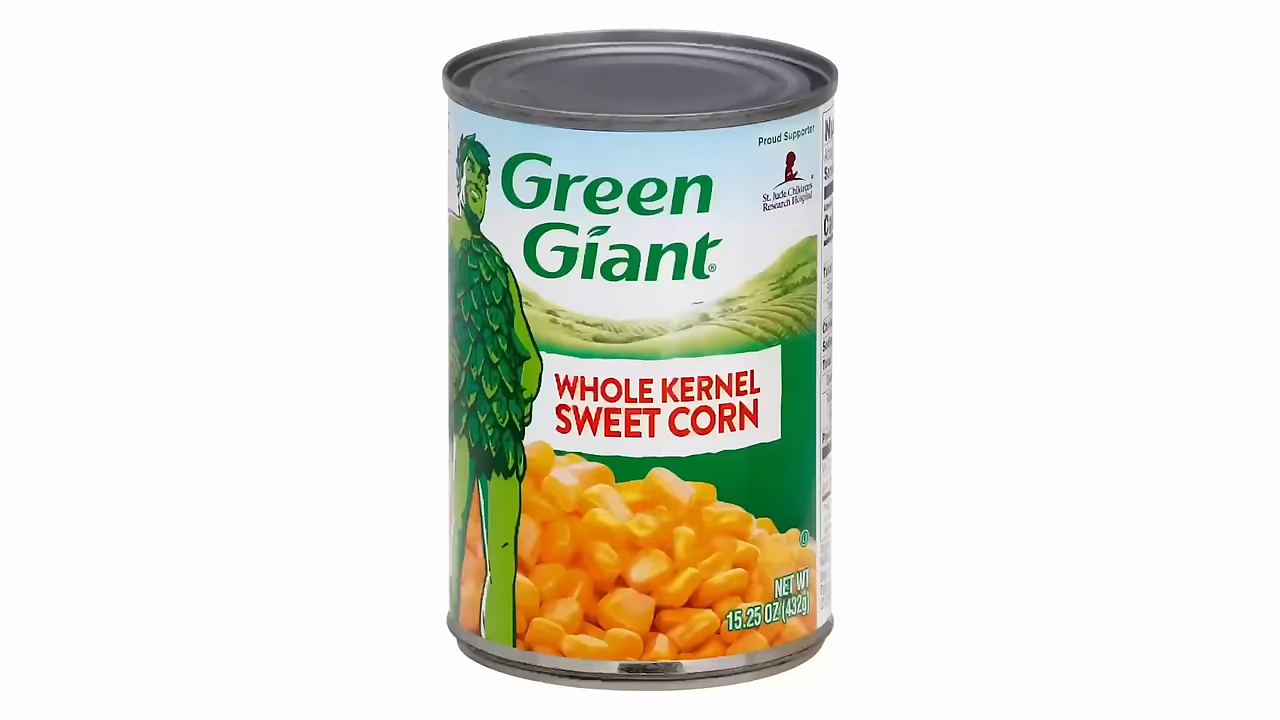 Proud Supporter
St. Jude Children's
Research Hospital
Green
Giant®
WHOLE KERNEL
SWEET CORN
NET WT
15.25 OZ (432g)